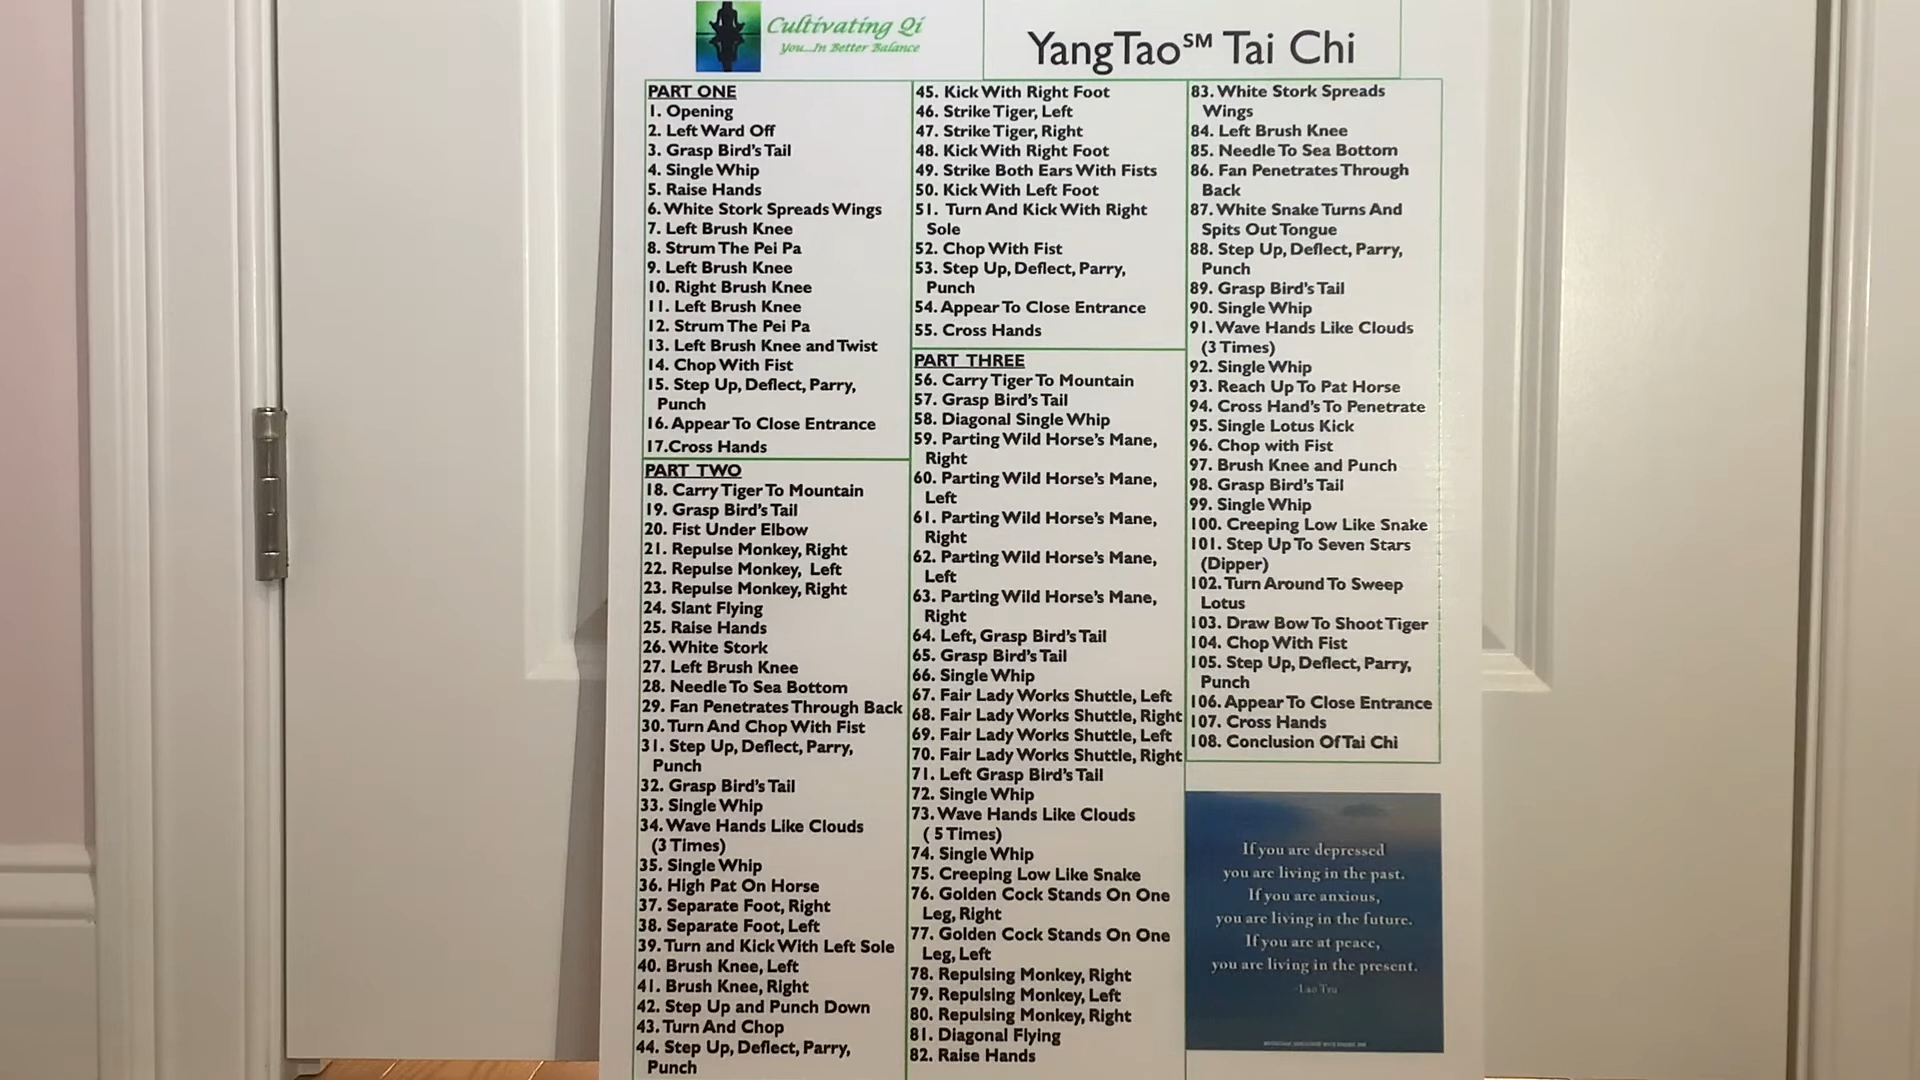 Cultivating Qi
You...In Better Balance
YangTao℠ Tai Chi
PART ONE
1. Opening
2. Left Ward Off
3. Grasp Bird's Tail
4. Single Whip
5. Raise Hands
6. White Stork Spreads Wings
7. Left Brush Knee
8. Strum The Pei Pa
9. Left Brush Knee
10. Right Brush Knee
11. Left Brush Knee
12. Strum The Pei Pa
13. Left Brush Knee and Twist
14. Chop With Fist
15. Step Up, Deflect, Parry,
Punch
16. Appear To Close Entrance
17.Cross Hands
PART TWO
18. Carry Tiger To Mountain
19. Grasp Bird's Tail
20. Fist Under Elbow
21. Repulse Monkey, Right
22. Repulse Monkey, Left
23. Repulse Monkey, Right
24. Slant Flying
25. Raise Hands
26. White Stork
27. Left Brush Knee
28. Needle To Sea Bottom
29. Fan Penetrates Through Back
30. Turn And Chop With Fist
31. Step Up, Deflect, Parry,
Punch
32. Grasp Bird's Tail
33. Single Whip
34. Wave Hands Like Clouds
(3 Times)
35. Single Whip
36. High Pat On Horse
37. Separate Foot, Right
38. Separate Foot, Left
39. Turn and Kick With Left Sole
40. Brush Knee, Left
41. Brush Knee, Right
42. Step Up and Punch Down
43. Turn And Chop
44. Step Up, Deflect, Parry,
Punch
45. Kick With Right Foot
46. Strike Tiger, Left
47. Strike Tiger, Right
48. Kick With Right Foot
49. Strike Both Ears With Fists
50. Kick With Left Foot
51. Turn And Kick With Right
Sole
52. Chop With Fist
53. Step Up, Deflect, Parry,
Punch
54. Appear To Close Entrance
55. Cross Hands
PART THREE
56. Carry Tiger To Mountain
57. Grasp Bird's Tail
58. Diagonal Single Whip
59. Parting Wild Horse's Mane,
Right
60. Parting Wild Horse's Mane,
Left
61. Parting Wild Horse's Mane,
Right
62. Parting Wild Horse's Mane,
Left
63. Parting Wild Horse's Mane,
Right
64. Left, Grasp Bird's Tail
65. Grasp Bird's Tail
66. Single Whip
67. Fair Lady Works Shuttle, Left
68. Fair Lady Works Shuttle, Right
69. Fair Lady Works Shuttle, Left
70. Fair Lady Works Shuttle, Right
71. Left Grasp Bird's Tail
72. Single Whip
73. Wave Hands Like Clouds
( 5 Times)
74. Single Whip
75. Creeping Low Like Snake
76. Golden Cock Stands On One
Leg, Right
77. Golden Cock Stands On One
Leg, Left
78. Repulsing Monkey, Right
79. Repulsing Monkey, Left
80. Repulsing Monkey, Right
81. Diagonal Flying
82. Raise Hands
83. White Stork Spreads
Wings
84. Left Brush Knee
85. Needle To Sea Bottom
86. Fan Penetrates Through
Back
87. White Snake Turns And
Spits Out Tongue
88. Step Up, Deflect, Parry,
Punch
89. Grasp Bird's Tail
90. Single Whip
91. Wave Hands Like Clouds
(3 Times)
92. Single Whip
93. Reach Up To Pat Horse
94. Cross Hand's To Penetrate
95. Single Lotus Kick
96. Chop with Fist
97. Brush Knee and Punch
98. Grasp Bird's Tail
99. Single Whip
100. Creeping Low Like Snake
101. Step Up To Seven Stars
(Dipper)
102. Turn Around To Sweep
Lotus
103. Draw Bow To Shoot Tiger
104. Chop With Fist
105. Step Up, Deflect, Parry,
Punch
106. Appear To Close Entrance
107. Cross Hands
108. Conclusion Of Tai Chi
If you are depressed
you are living in the past.
If you are anxious,
you are living in the future.
If you are at peace,
you are living in the present.
-Lao Tzu